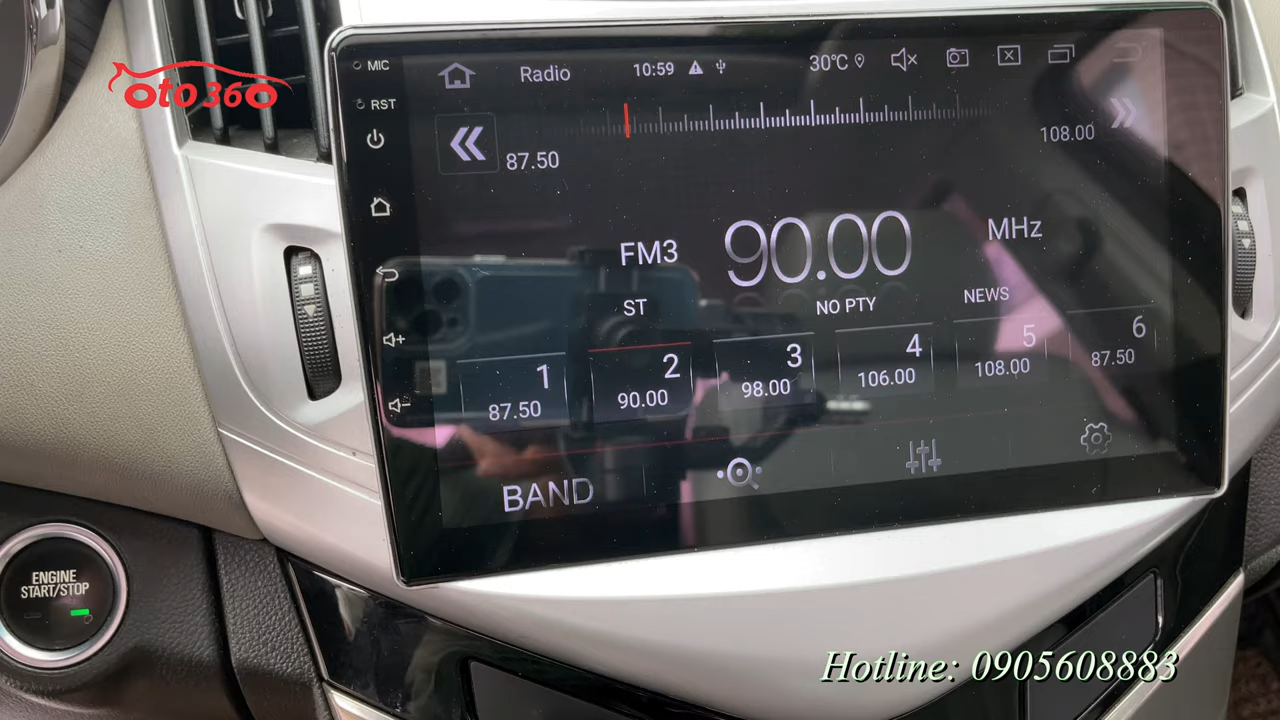 oto360
MIC
RST
Radio
10:59
30°C
87.50
108.00
FM3
90.00
MHz
ST
NO PTY
NEWS
1
87.50
2
90.00
3
98.00
4
106.00
5
108.00
6
87.50
BAND
ENGINE
START/STOP
Hotline: 0905608883